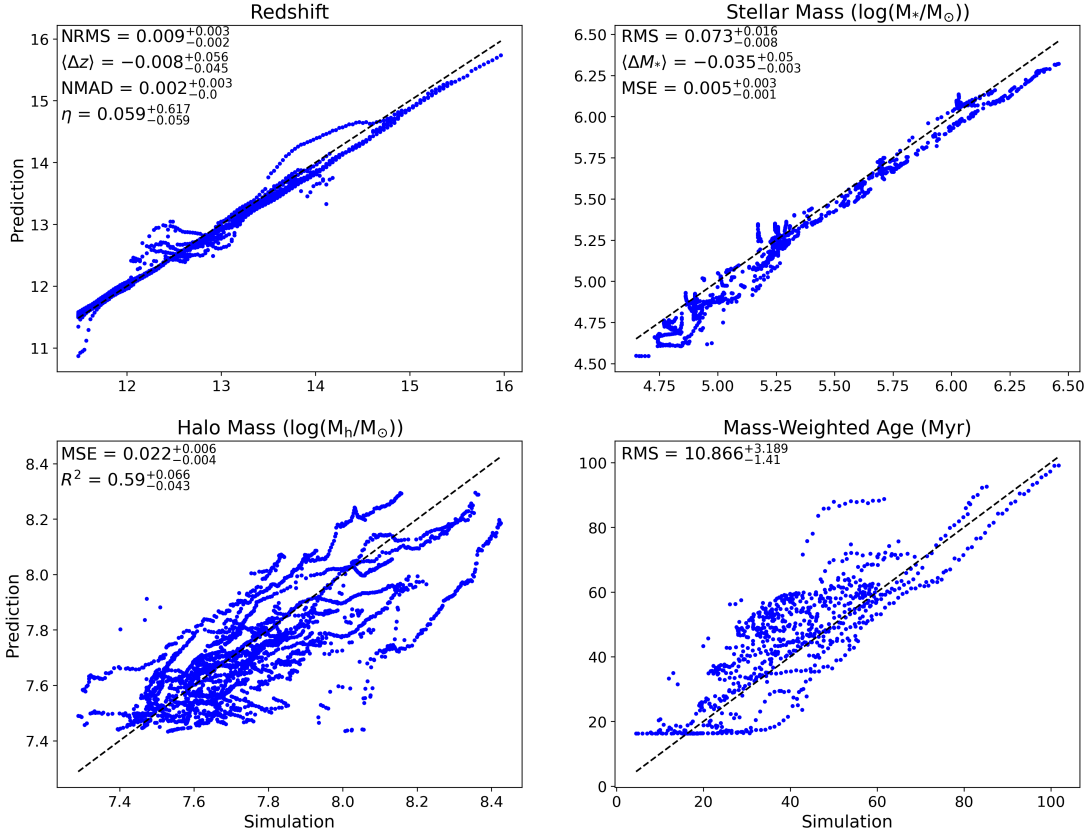 Redshift
NRMS = 0.009^{+0.003}_{-0.002}
⟨Δz⟩ = −0.008^{+0.056}_{-0.045}
NMAD = 0.002^{+0.003}_{-0.0}
η = 0.059^{+0.617}_{-0.059}
Prediction
16
15
14
13
12
11
12 13 14 15 16
Stellar Mass (log(M_*/M_⊙))
RMS = 0.073^{+0.016}_{-0.008}
⟨ΔM_*⟩ = −0.035^{+0.05}_{-0.003}
MSE = 0.005^{+0.003}_{-0.001}
6.50
6.25
6.00
5.75
5.50
5.25
5.00
4.75
4.50
4.75 5.00 5.25 5.50 5.75 6.00 6.25 6.50
Halo Mass (log(M_h/M_⊙))
MSE = 0.022^{+0.006}_{-0.004}
R^2 = 0.59^{+0.066}_{-0.043}
Prediction
8.4
8.2
8.0
7.8
7.6
7.4
7.4 7.6 7.8 8.0 8.2 8.4
Simulation
Mass-Weighted Age (Myr)
RMS = 10.866^{+3.189}_{-1.41}
100
80
60
40
20
0
0 20 40 60 80 100
Simulation